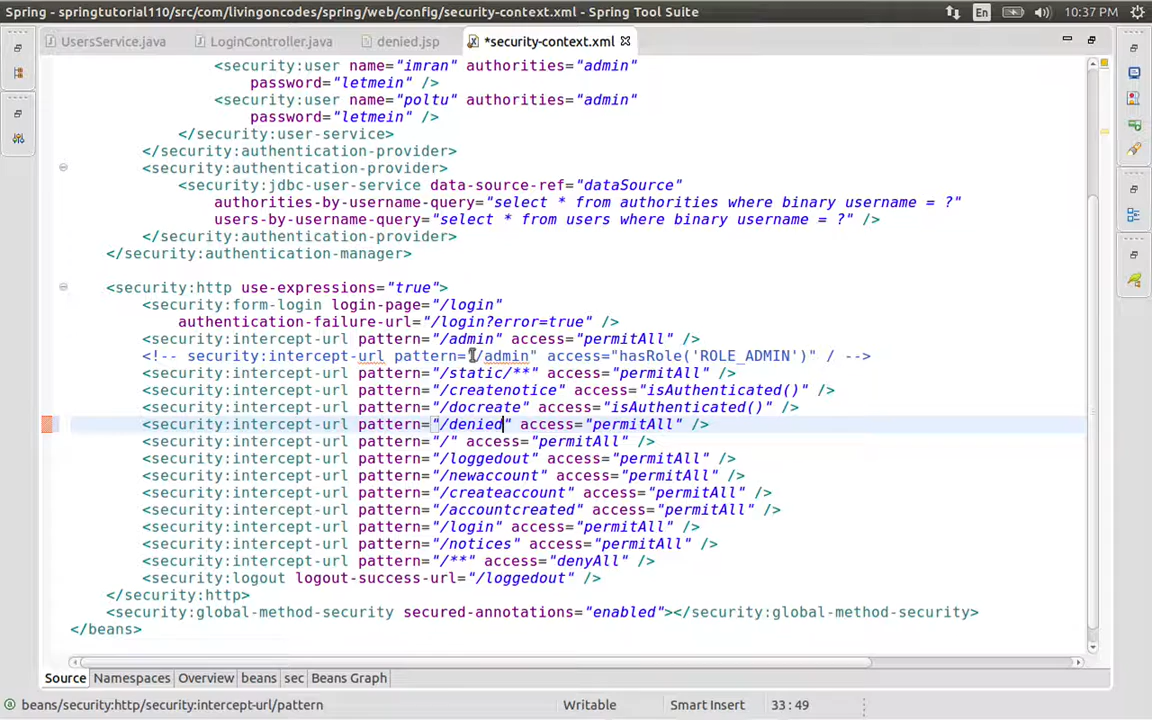 Spring - springtutorial110/src/com/livingoncodes/spring/web/config/security-context.xml - Spring Tool Suite
En
10:37 PM
UsersService.java
LoginController.java
denied.jsp
*security-context.xml
<security:user name="imran" authorities="admin"
password="letmein" />
<security:user name="poltu" authorities="admin"
password="letmein" />
</security:user-service>
</security:authentication-provider>
<security:authentication-provider>
<security:jdbc-user-service data-source-ref="dataSource"
authorities-by-username-query="select * from authorities where binary username = ?"
users-by-username-query="select * from users where binary username = ?" />
</security:authentication-provider>
</security:authentication-manager>
<security:http use-expressions="true">
<security:form-login login-page="/login"
authentication-failure-url="/login?error=true" />
<security:intercept-url pattern="/admin" access="permitAll" />
<!-- security:intercept-url pattern="/admin" access="hasRole('ROLE_ADMIN')" / -->
<security:intercept-url pattern="/static/**" access="permitAll" />
<security:intercept-url pattern="/createnotice" access="isAuthenticated()" />
<security:intercept-url pattern="/docreate" access="isAuthenticated()" />
<security:intercept-url pattern="/denied" access="permitAll" />
<security:intercept-url pattern="/" access="permitAll" />
<security:intercept-url pattern="/loggedout" access="permitAll" />
<security:intercept-url pattern="/newaccount" access="permitAll" />
<security:intercept-url pattern="/createaccount" access="permitAll" />
<security:intercept-url pattern="/accountcreated" access="permitAll" />
<security:intercept-url pattern="/login" access="permitAll" />
<security:intercept-url pattern="/notices" access="permitAll" />
<security:intercept-url pattern="/**" access="denyAll" />
<security:logout logout-success-url="/loggedout" />
</security:http>
<security:global-method-security secured-annotations="enabled"></security:global-method-security>
</beans>
Source
Namespaces
Overview
beans
sec
Beans Graph
beans/security:http/security:intercept-url/pattern
Writable
Smart Insert
33 : 49